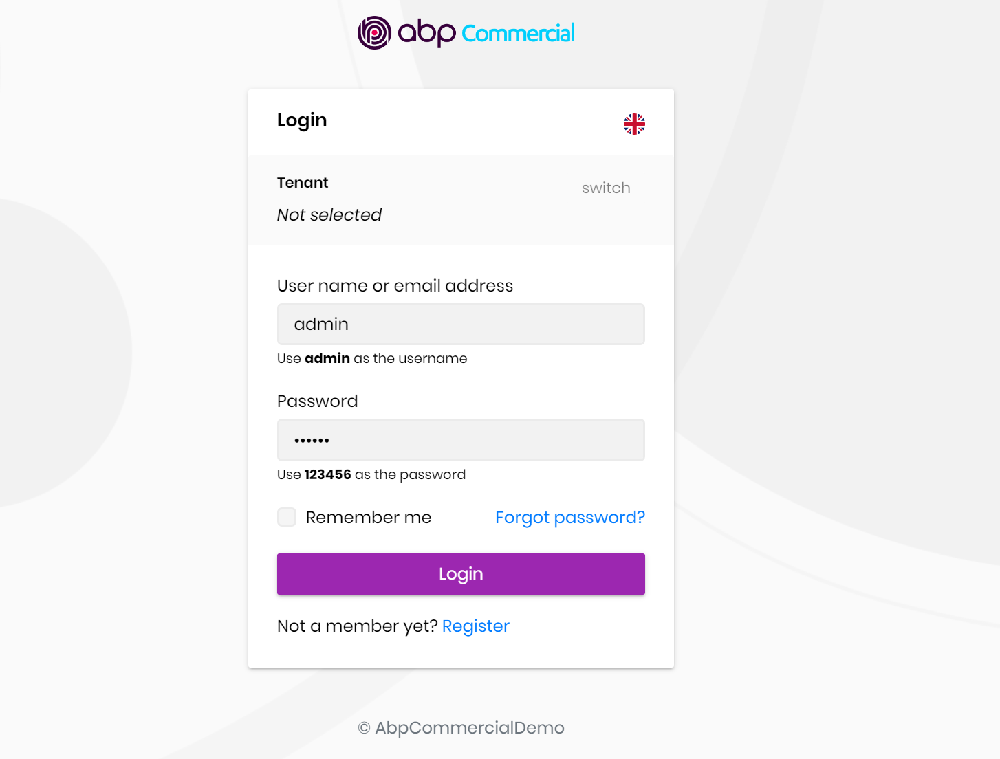 abp Commercial
Login
Tenant
switch
Not selected
User name or email address
admin
Use admin as the username
Password
••••••
Use 123456 as the password
Remember me
Forgot password?
Login
Not a member yet? Register
© AbpCommercialDemo